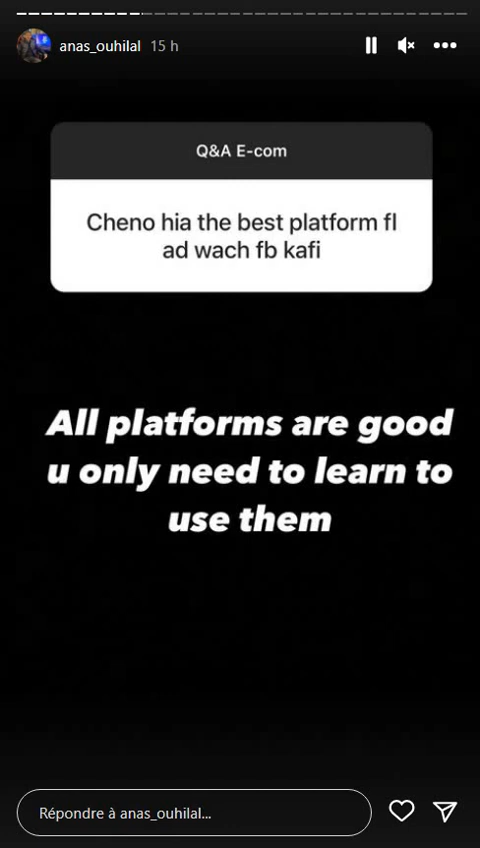 anas_ouhilal 15 h
Q&A E-com
Cheno hia the best platform fl
ad wach fb kafi
All platforms are good
u only need to learn to
use them
Répondre à anas_ouhilal...